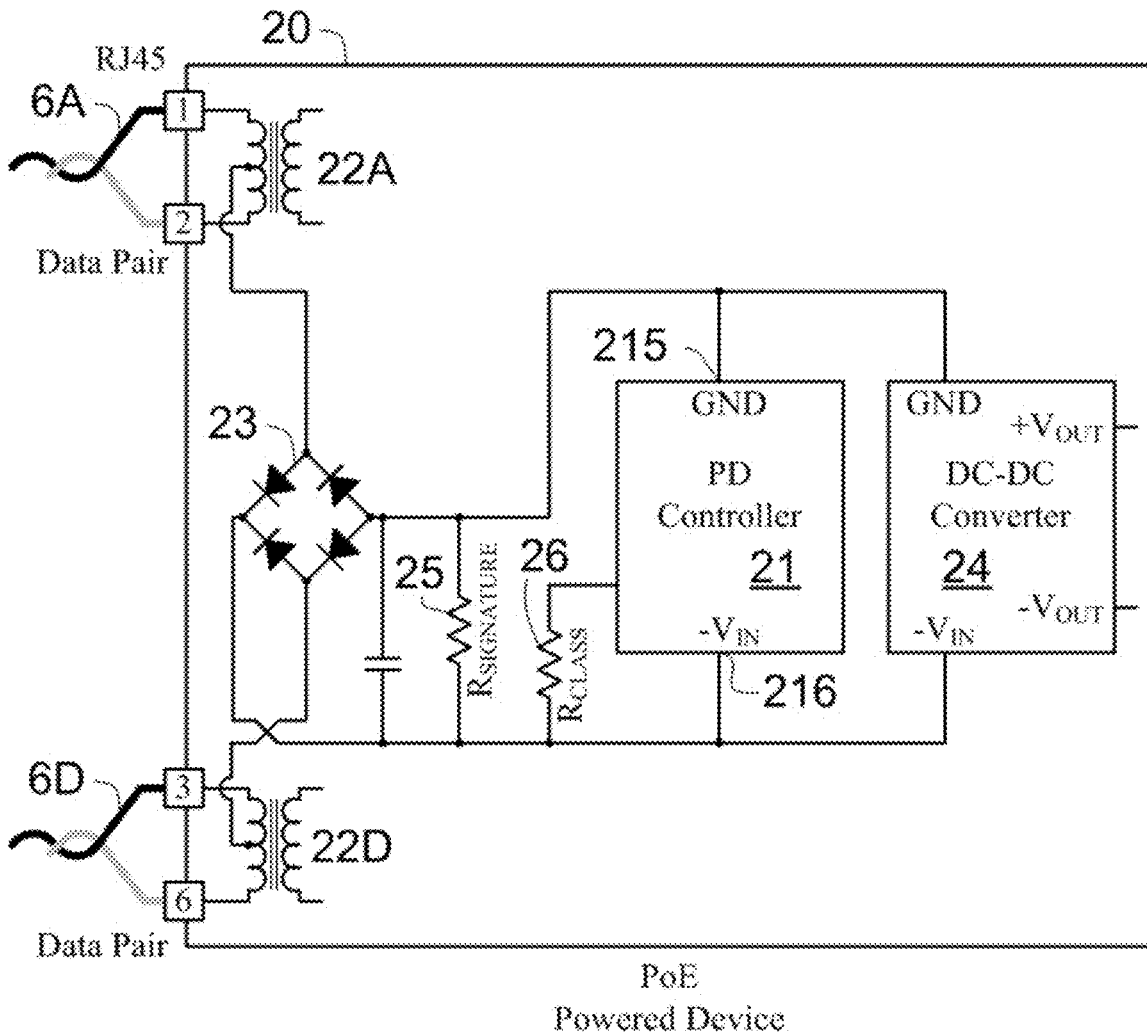 20
RJ45
6A
1
22A
2
Data Pair
215
GND
GND
+VOUT
23
PD
Controller
DC-DC
Converter
25
26
21
24
RSIGNATURE
-VOUT
-VIN
-VIN
RCLASS
216
6D
3
22D
6
Data Pair
PoE
Powered Device